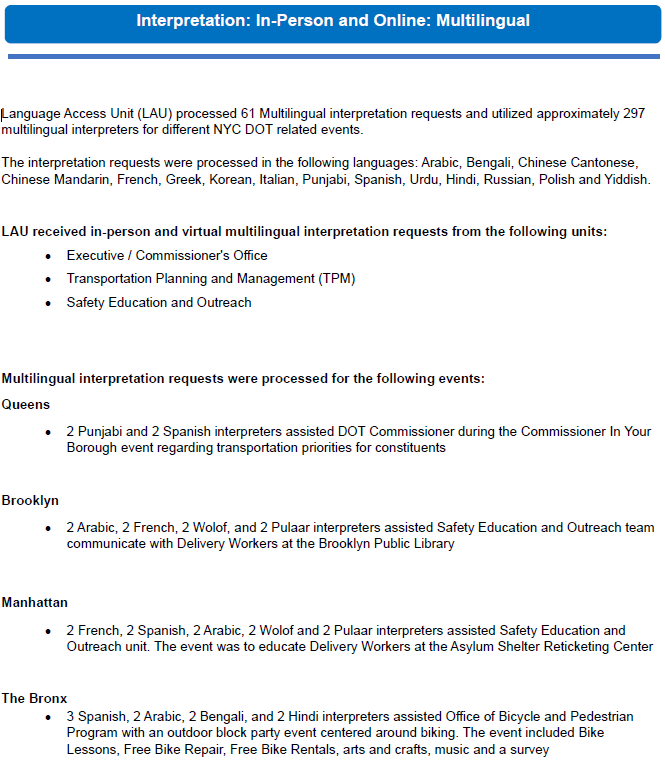 Interpretation: In-Person and Online: Multilingual
Language Access Unit (LAU) processed 61 Multilingual interpretation requests and utilized approximately 297
multilingual interpreters for different NYC DOT related events.
The interpretation requests were processed in the following languages: Arabic, Bengali, Chinese Cantonese,
Chinese Mandarin, French, Greek, Korean, Italian, Punjabi, Spanish, Urdu, Hindi, Russian, Polish and Yiddish.
LAU received in-person and virtual multilingual interpretation requests from the following units:
• Executive / Commissioner's Office
• Transportation Planning and Management (TPM)
• Safety Education and Outreach
Multilingual interpretation requests were processed for the following events:
Queens
• 2 Punjabi and 2 Spanish interpreters assisted DOT Commissioner during the Commissioner In Your
Borough event regarding transportation priorities for constituents
Brooklyn
• 2 Arabic, 2 French, 2 Wolof, and 2 Pulaar interpreters assisted Safety Education and Outreach team
communicate with Delivery Workers at the Brooklyn Public Library
Manhattan
• 2 French, 2 Spanish, 2 Arabic, 2 Wolof and 2 Pulaar interpreters assisted Safety Education and
Outreach unit. The event was to educate Delivery Workers at the Asylum Shelter Reticketing Center
The Bronx
• 3 Spanish, 2 Arabic, 2 Bengali, and 2 Hindi interpreters assisted Office of Bicycle and Pedestrian
Program with an outdoor block party event centered around biking. The event included Bike
Lessons, Free Bike Repair, Free Bike Rentals, arts and crafts, music and a survey